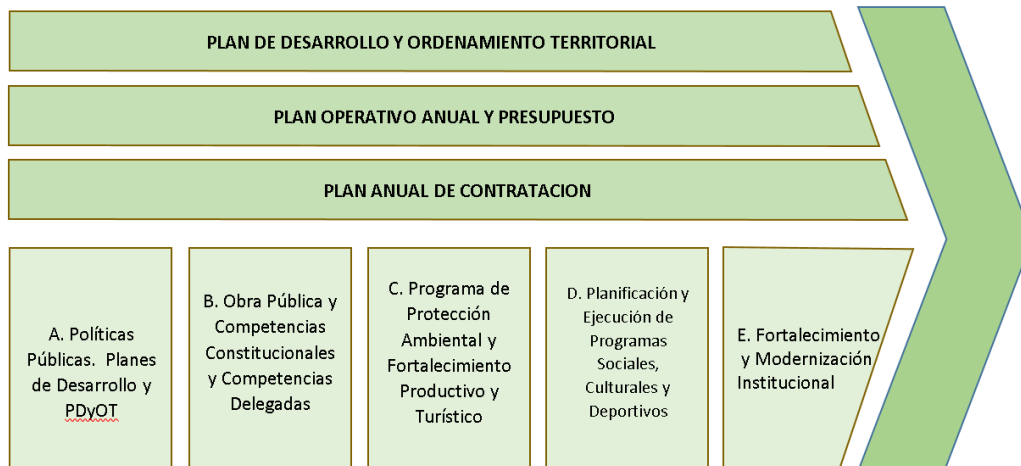 PLAN DE DESARROLLO Y ORDENAMIENTO TERRITORIAL
PLAN OPERATIVO ANUAL Y PRESUPUESTO
PLAN ANUAL DE CONTRATACION
A. Políticas
Públicas. Planes
de Desarrollo y
PDyOT
B. Obra Pública y
Competencias
Constitucionales
y Competencias
Delegadas
C. Programa de
Protección
Ambiental y
Fortalecimiento
Productivo y
Turístico
D. Planificación y
Ejecución de
Programas
Sociales,
Culturales y
Deportivos
E. Fortalecimiento
y Modernización
Institucional